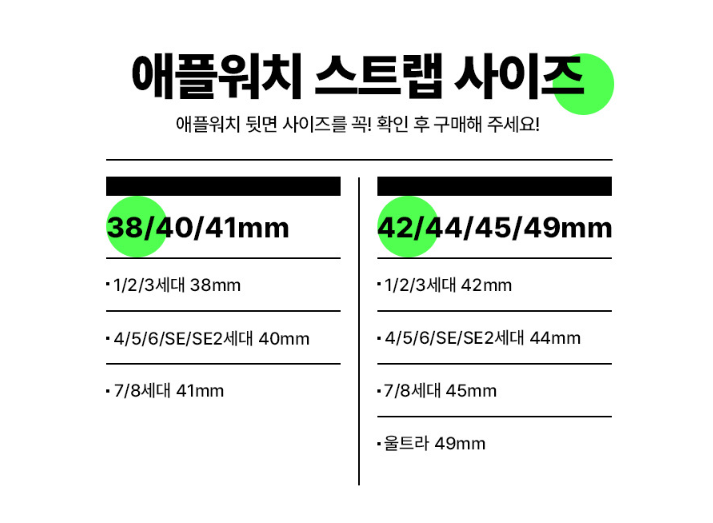 애플워치 스트랩 사이즈
애플워치 뒷면 사이즈를 꼭! 확인 후 구매해 주세요!
38/40/41mm
· 1/2/3세대 38mm
· 4/5/6/SE/SE2세대 40mm
· 7/8세대 41mm
42/44/45/49mm
· 1/2/3세대 42mm
· 4/5/6/SE/SE2세대 44mm
· 7/8세대 45mm
· 울트라 49mm